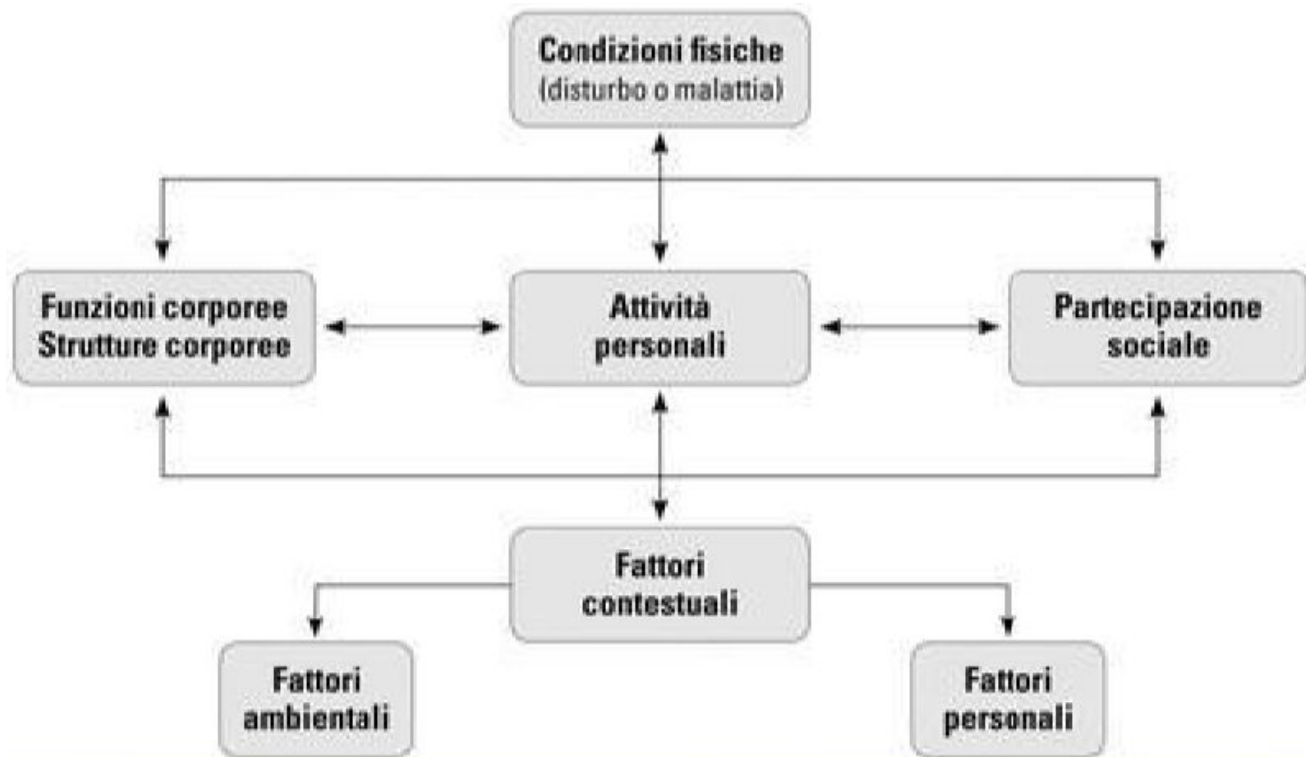 Condizioni fisiche
(disturbo o malattia)
Funzioni corporee
Strutture corporee
Attività
personali
Partecipazione
sociale
Fattori
contestuali
Fattori
ambientali
Fattori
personali